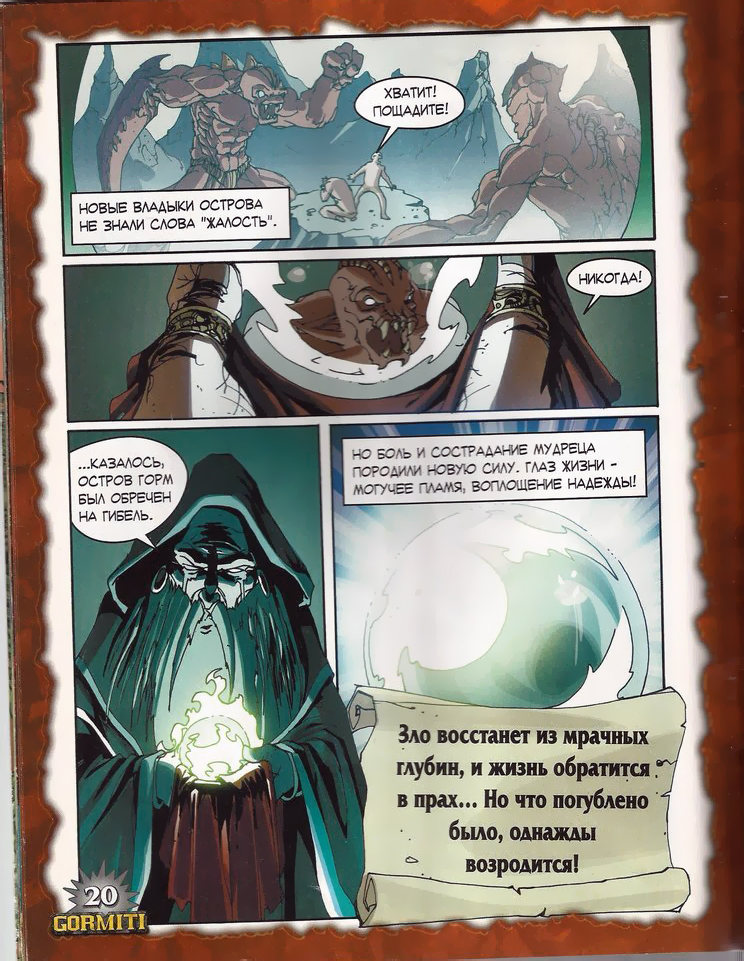 ХВАТИТ!
ПОЩАДИТЕ!
НОВЫЕ ВЛАДЫКИ ОСТРОВА
НЕ ЗНАЛИ СЛОВА "ЖАЛОСТЬ".
НИКОГДА!
...КАЗАЛОСЬ,
ОСТРОВ ГОРМ
БЫЛ ОБРЕЧЕН
НА ГИБЕЛЬ.
НО БОЛЬ И СОСТРАДАНИЕ МУДРЕЦА
ПОРОДИЛИ НОВУЮ СИЛУ. ГЛАЗ ЖИЗНИ –
МОГУЧЕЕ ПЛАМЯ, ВОПЛОЩЕНИЕ НАДЕЖДЫ!
Зло восстанет из мрачных
глубин, и жизнь обратится
в прах... Но что погублено
было, однажды
возродится!
20
GORMITI